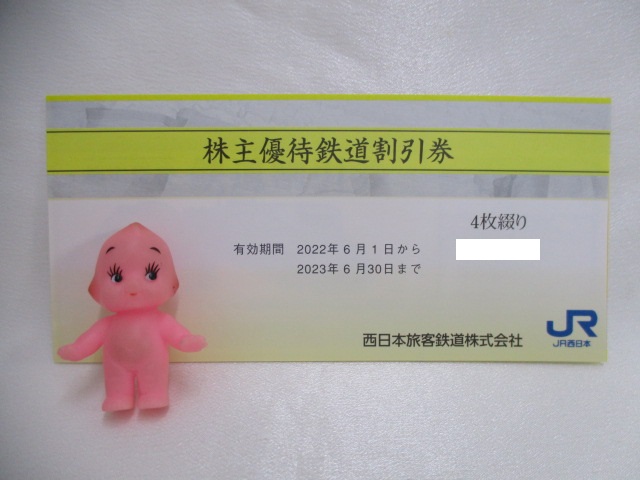 株主優待鉄道割引券
4枚綴り
有効期間 2022年6月1日から
2023年6月30日まで
西日本旅客鉄道株式会社
JR
JR西日本